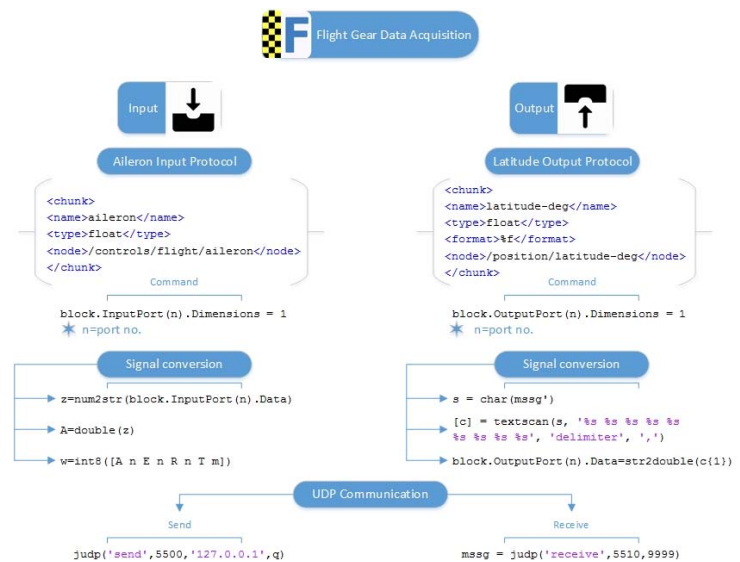 F
Flight Gear Data Acquisition
Input
Output
Aileron Input Protocol
<chunk>
<name>aileron</name>
<type>float</type>
<node>/controls/flight/aileron</node>
</chunk>
Command
block.InputPort(n).Dimensions = 1
n=port no.
Signal conversion
z=num2str(block.InputPort(n).Data)
A=double(z)
w=int8([A n E n R n T m])
Latitude Output Protocol
<chunk>
<name>latitude-deg</name>
<type>float</type>
<format>%f</format>
<node>/position/latitude-deg</node>
</chunk>
Command
block.OutputPort(n).Dimensions = 1
n=port no.
Signal conversion
s = char(mssg')
[c] = textscan(s, '%s %s %s %s %s
%s %s %s %s', 'delimiter', ',')
block.OutputPort(n).Data=str2double(c{1})
UDP Communication
Send
judp('send',5500,'127.0.0.1',q)
Receive
mssg = judp('receive',5510,9999)